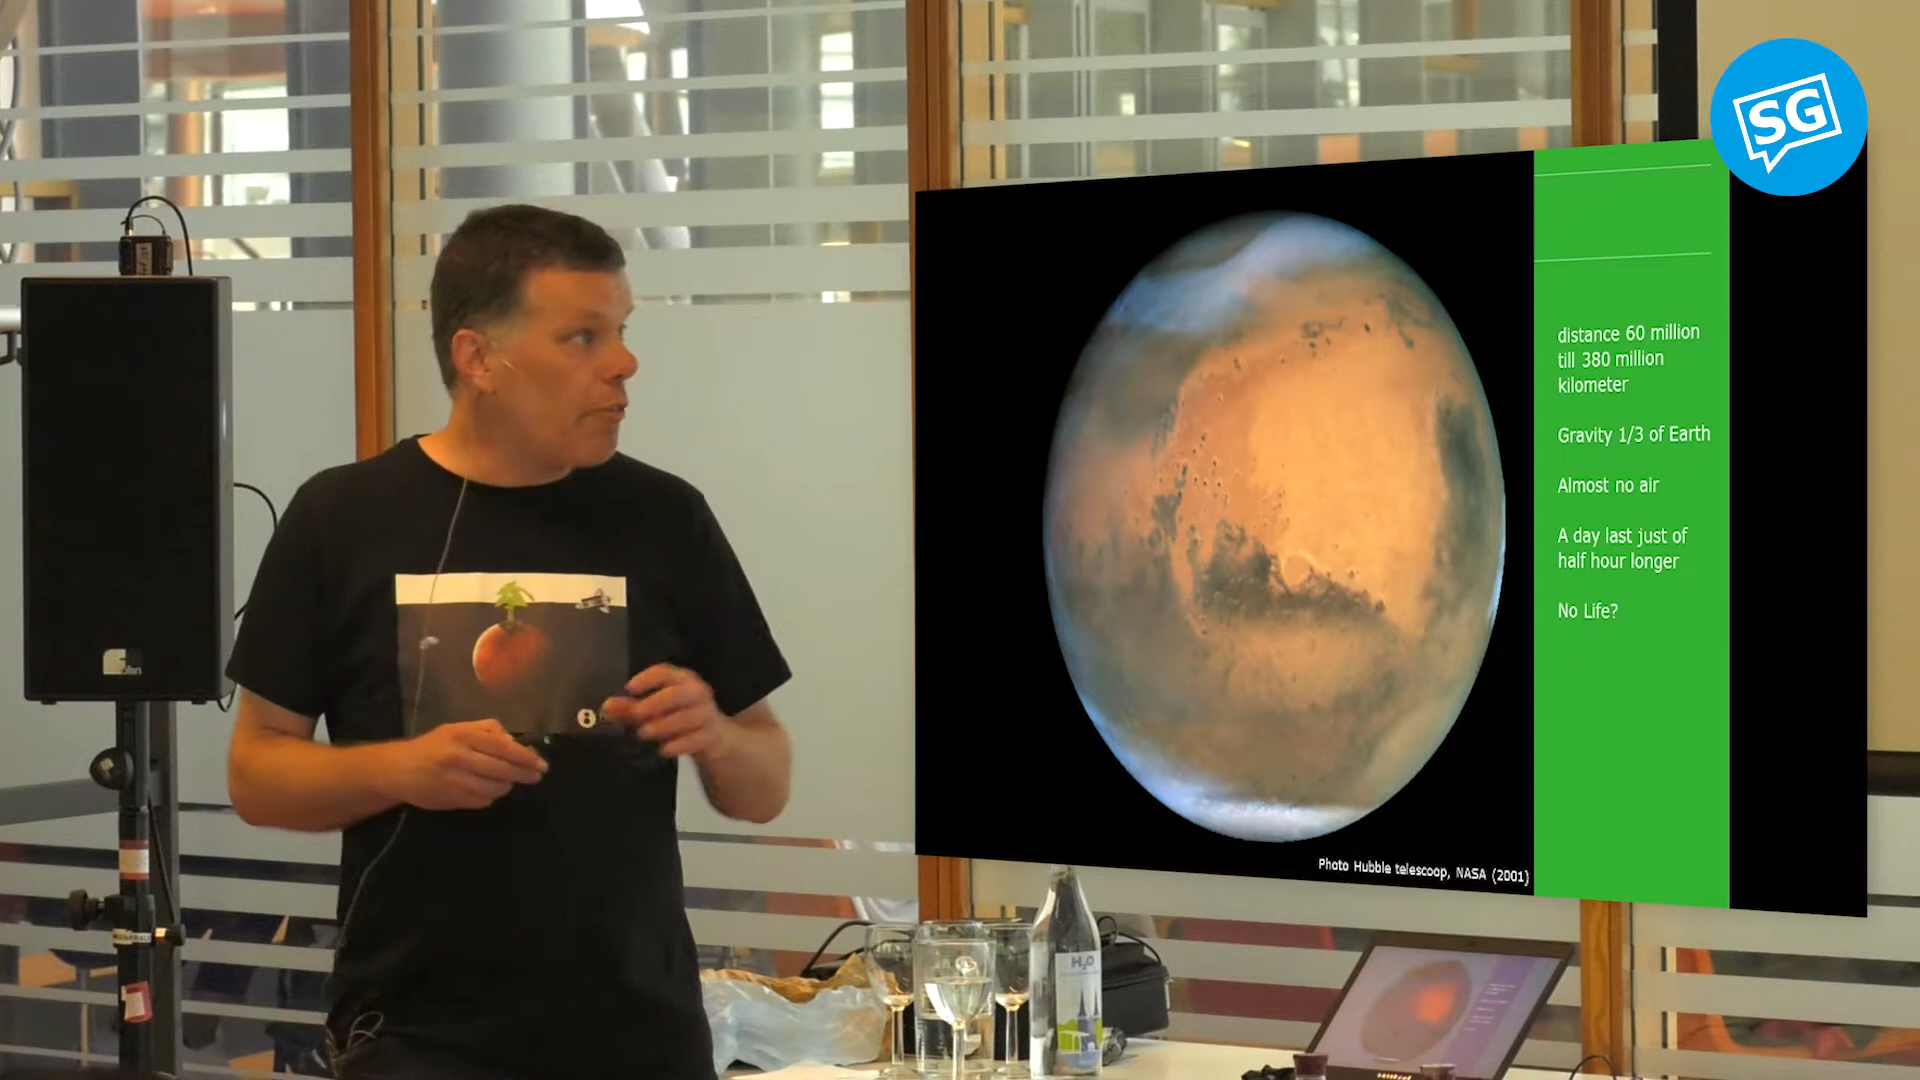 SG
distance 60 million
till 380 million
kilometer
Gravity 1/3 of Earth
Almost no air
A day last just of
half hour longer
No Life?
Photo Hubble telescoop, NASA (2001)
H₂O